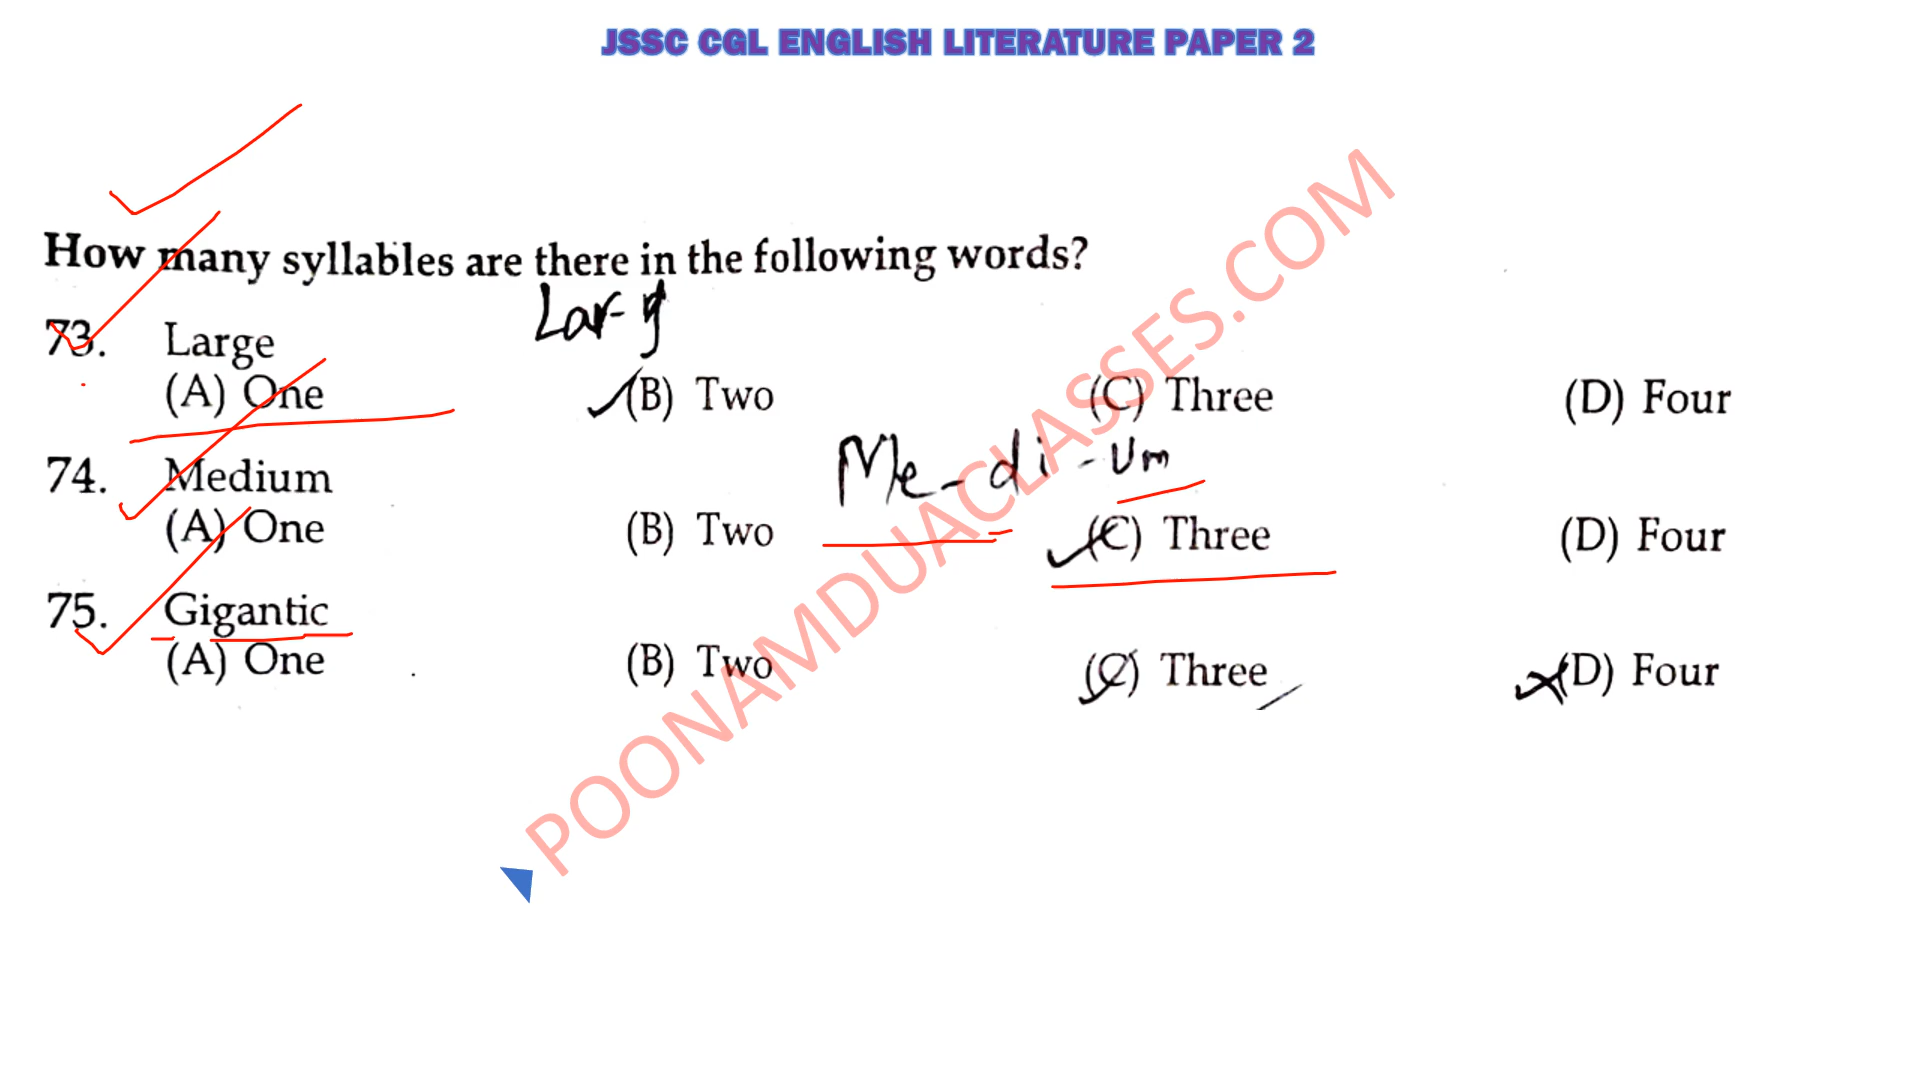 JSSC CGL ENGLISH LITERATURE PAPER 2
How many syllables are there in the following words?
Lar-g
73. Large
(A) One (B) Two (C) Three (D) Four
Me-di-um
74. Medium
(A) One (B) Two (C) Three (D) Four
75. Gigantic
(A) One (B) Two (C) Three (D) Four
POONAMDUACLASSES.COM